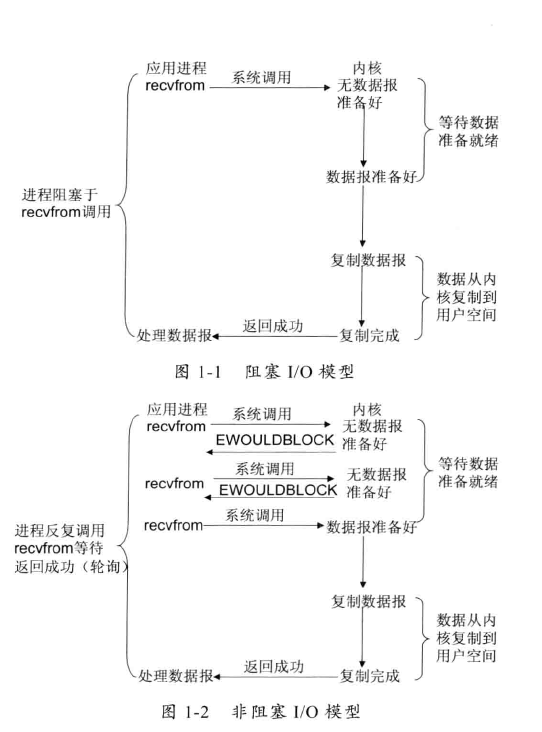 应用进程
recvfrom
系统调用
内核
无数据报
准备好
等待数据
准备就绪
数据报准备好
进程阻塞于
recvfrom调用
复制数据报
数据从内
核复制到
用户空间
处理数据报
返回成功
复制完成
图 1-1 阻塞 I/O 模型
应用进程
recvfrom
系统调用
内核
无数据报
准备好
EWOULDBLOCK
等待数据
准备就绪
recvfrom
系统调用
无数据报
准备好
EWOULDBLOCK
recvfrom
系统调用
数据报准备好
进程反复调用
recvfrom等待
返回成功（轮询）
复制数据报
数据从内
核复制到
用户空间
处理数据报
返回成功
复制完成
图 1-2 非阻塞 I/O 模型